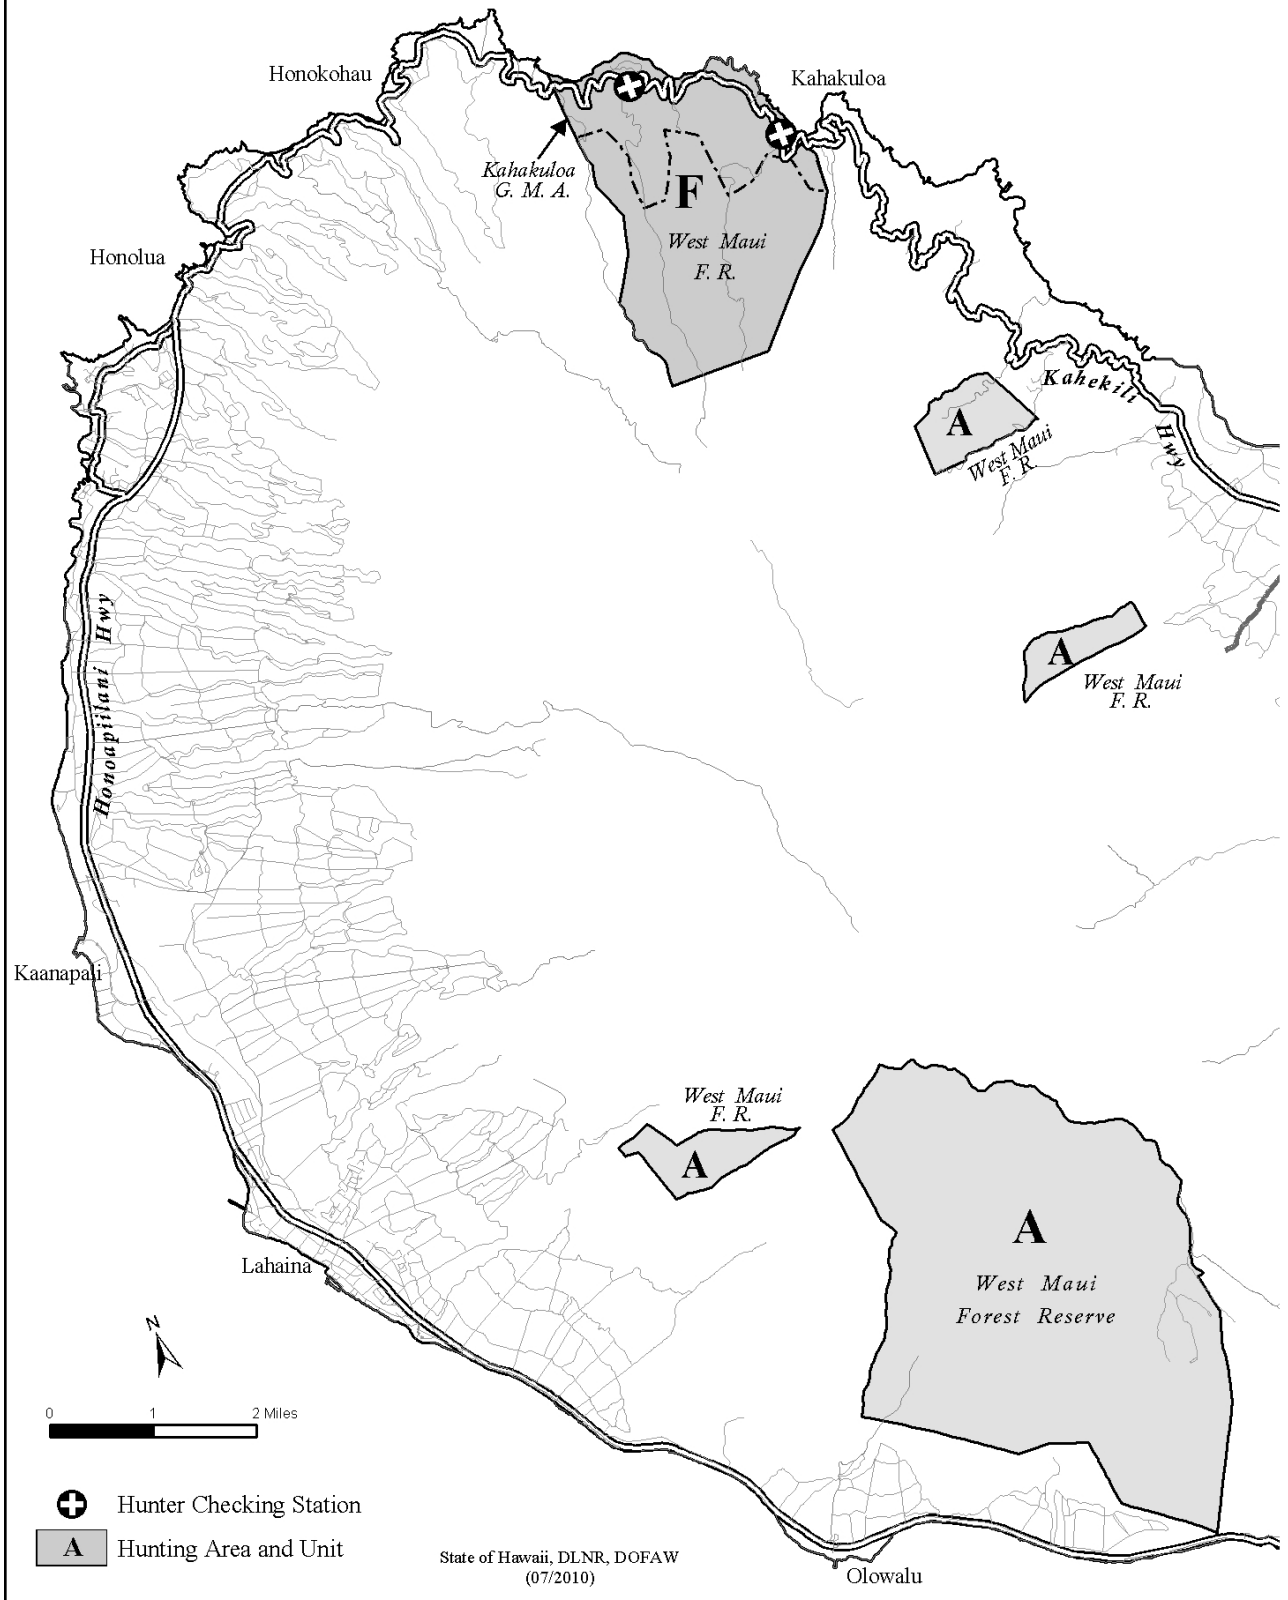 Honokohau
Kahakuloa
Kahakuloa
G. M. A.
F
West Maui
F. R.
Honolua
Kahekili
Hwy
A
West Maui
F. R.
Honoapiilani Hwy
A
West Maui
F. R.
Kaanapali
West Maui
F. R.
A
A
West Maui
Forest Reserve
Lahaina
N
0 1 2 Miles
Hunter Checking Station
A Hunting Area and Unit
State of Hawaii, DLNR, DOFAW
(07/2010)
Olowalu